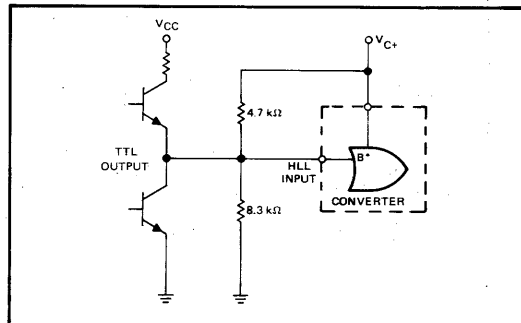 VCC
VC+
4.7 kΩ
TTL
OUTPUT
HLL
INPUT
B*
CONVERTER
8.3 kΩ